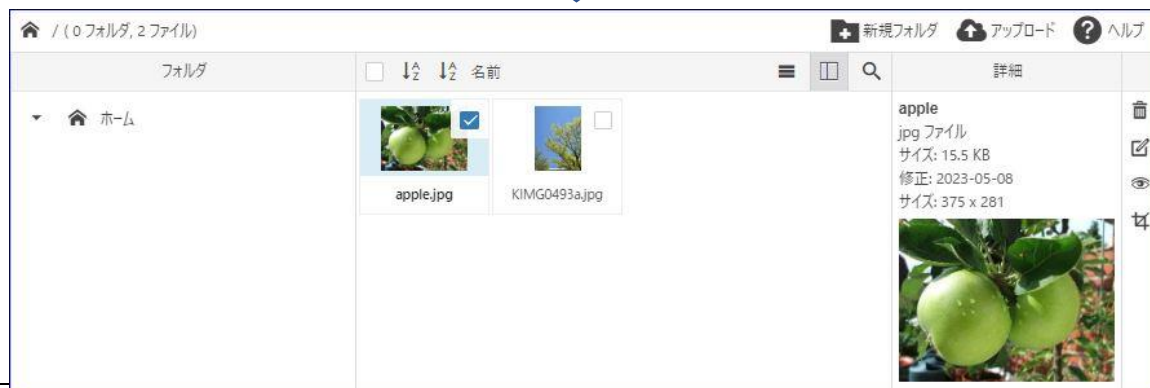 / ( 0 フォルダ, 2 ファイル)
新規フォルダ
アップロード
ヘルプ
フォルダ
名前
詳細
ホーム
apple.jpg
KIMG0493a.jpg
apple
jpg ファイル
サイズ: 15.5 KB
修正: 2023-05-08
サイズ: 375 x 281